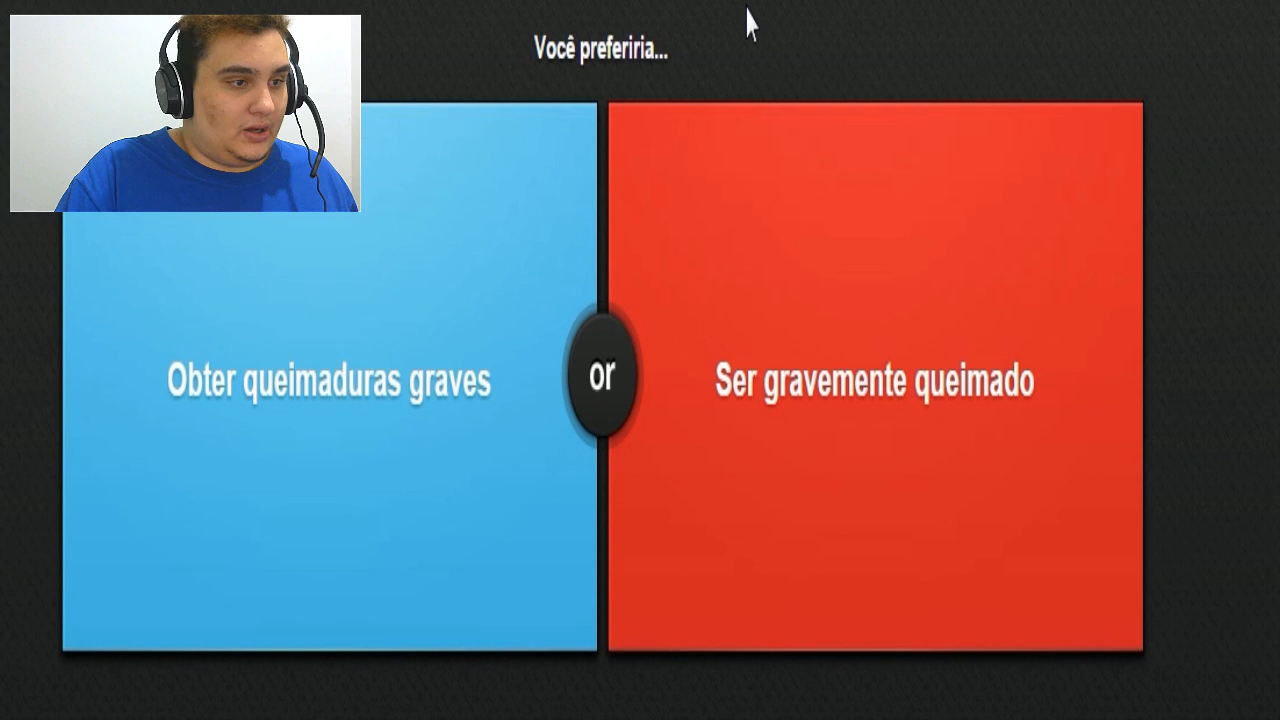 Você preferiria...
Obter queimaduras graves
or
Ser gravemente queimado